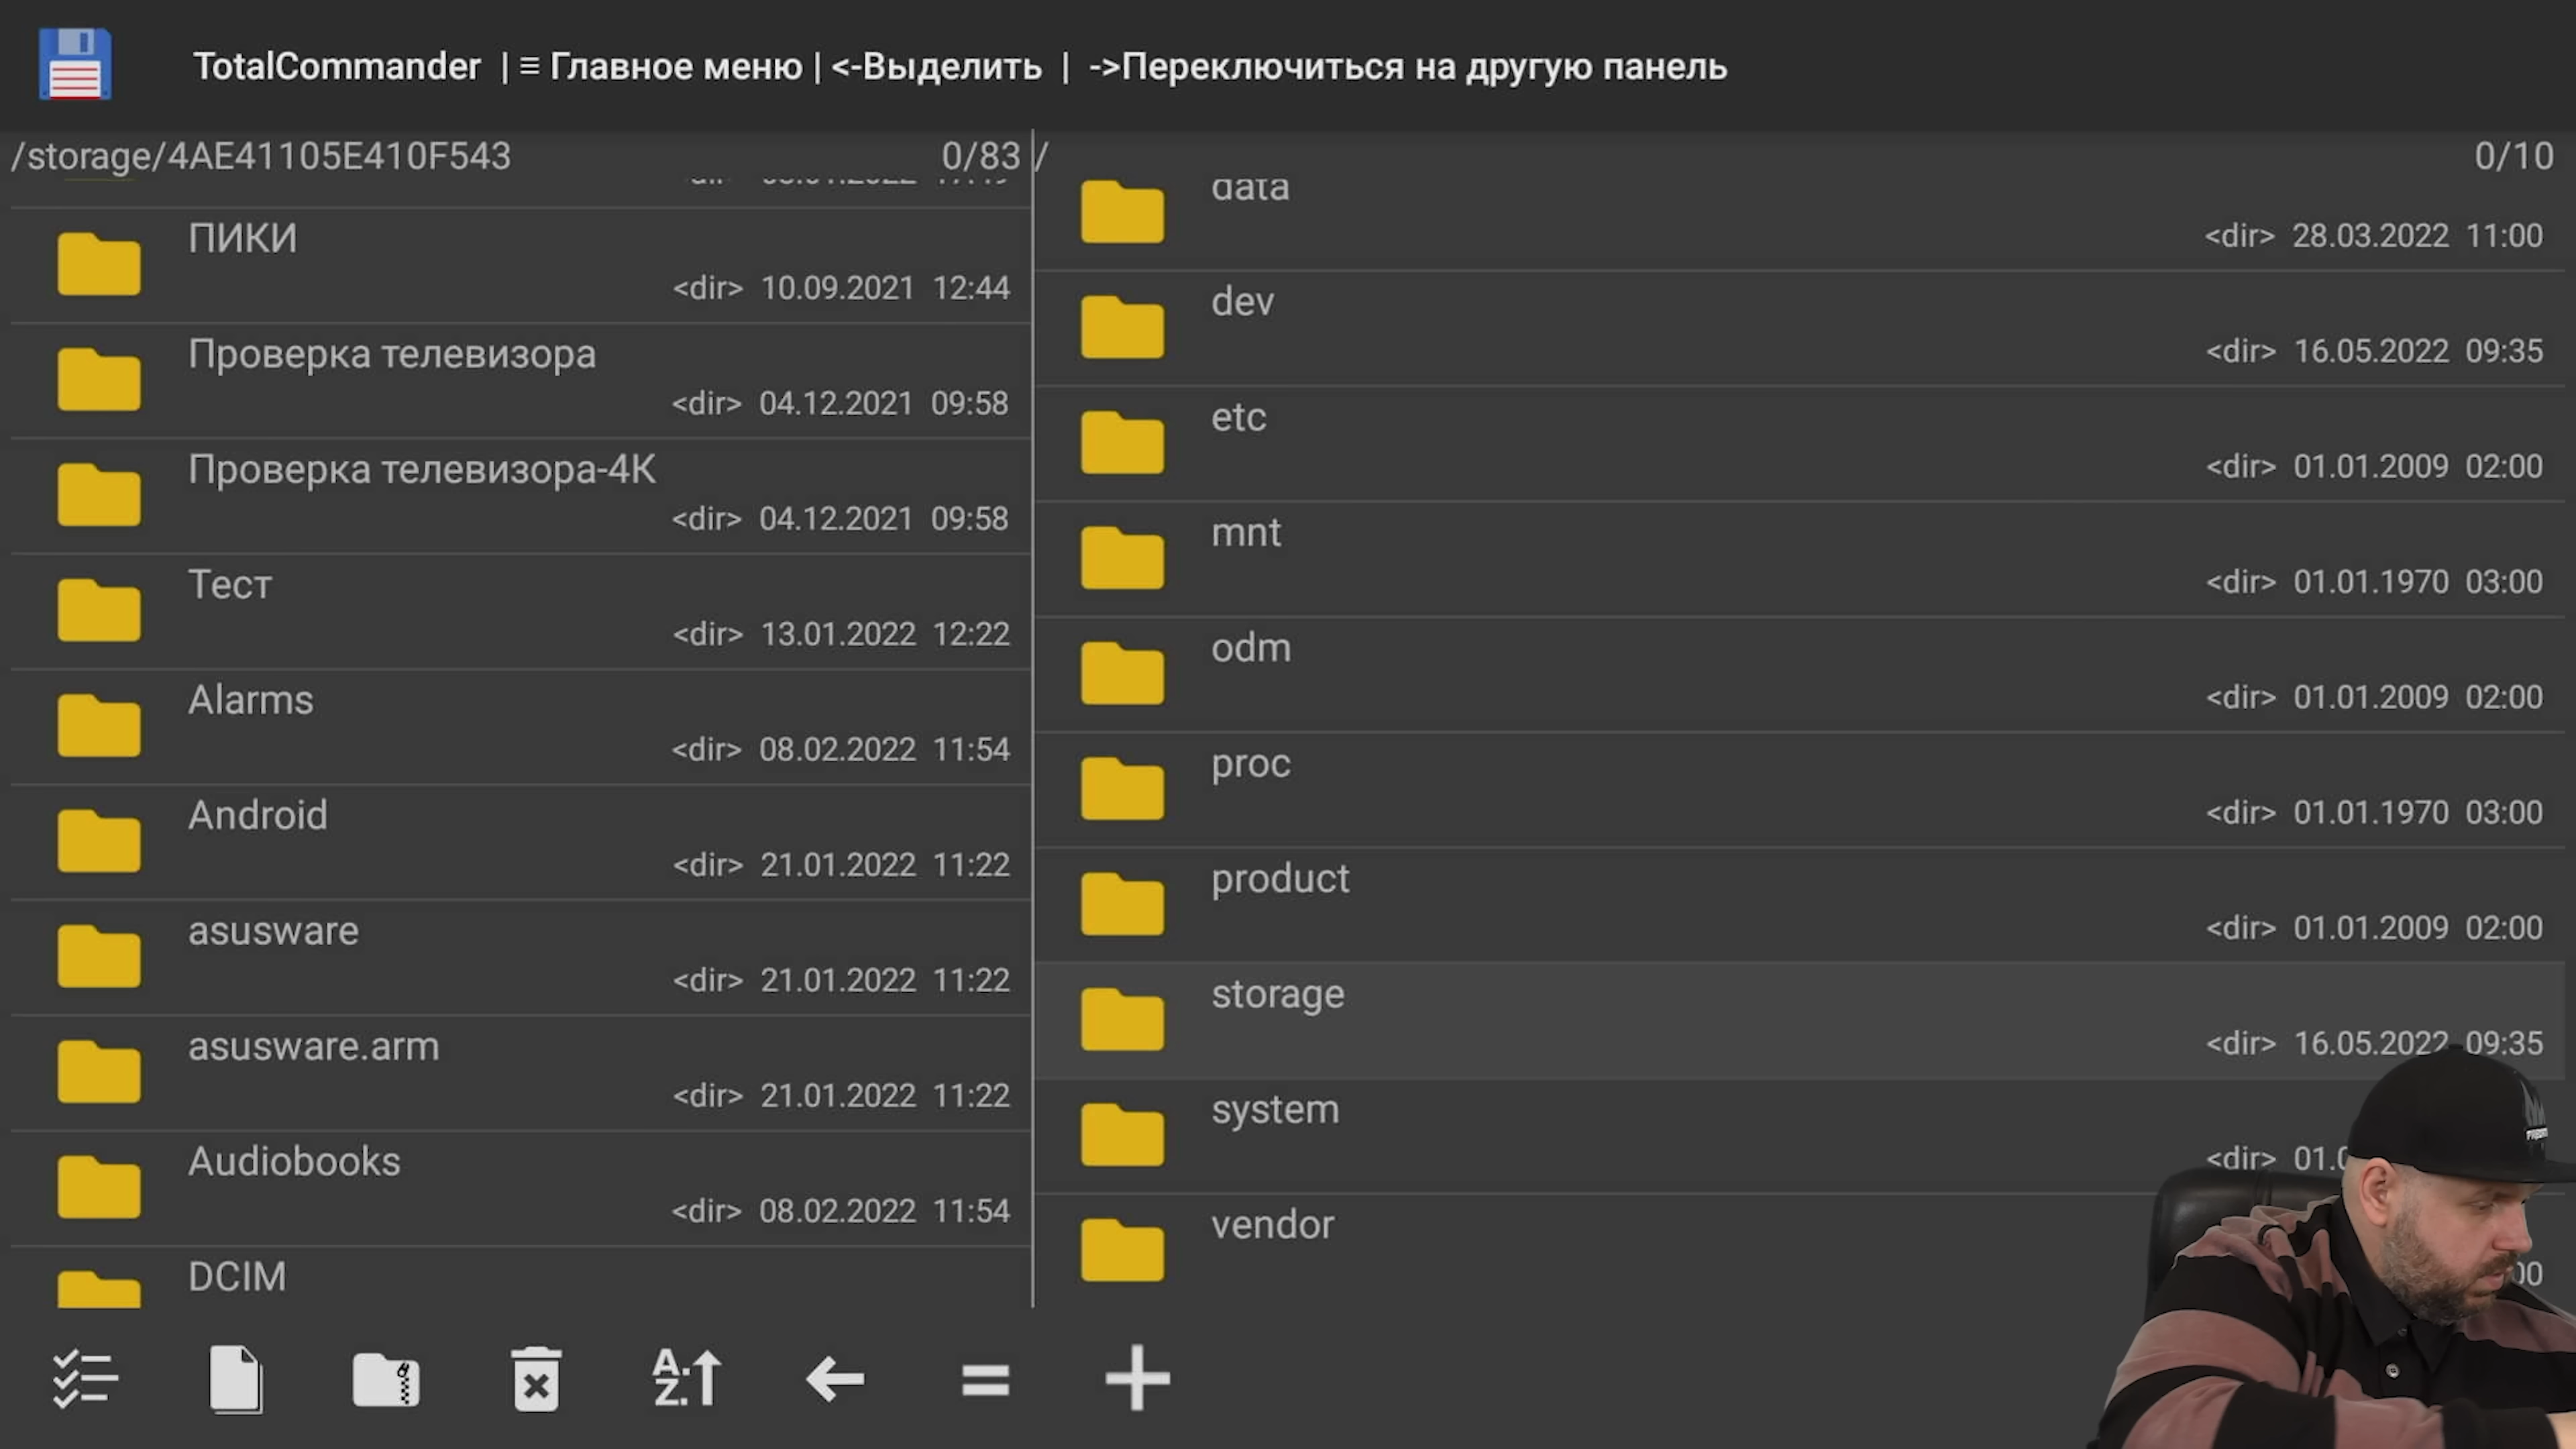 TotalCommander | ≡ Главное меню | <-Выделить | ->Переключиться на другую панель
/storage/4AE41105E410F543 0/83
ПИКИ
<dir> 10.09.2021 12:44
Проверка телевизора
<dir> 04.12.2021 09:58
Проверка телевизора-4К
<dir> 04.12.2021 09:58
Тест
<dir> 13.01.2022 12:22
Alarms
<dir> 08.02.2022 11:54
Android
<dir> 21.01.2022 11:22
asusware
<dir> 21.01.2022 11:22
asusware.arm
<dir> 21.01.2022 11:22
Audiobooks
<dir> 08.02.2022 11:54
DCIM
/ 0/10
data
<dir> 28.03.2022 11:00
dev
<dir> 16.05.2022 09:35
etc
<dir> 01.01.2009 02:00
mnt
<dir> 01.01.1970 03:00
odm
<dir> 01.01.2009 02:00
proc
<dir> 01.01.1970 03:00
product
<dir> 01.01.2009 02:00
storage
<dir> 16.05.2022 09:35
system
<dir>
vendor
A.
Z.